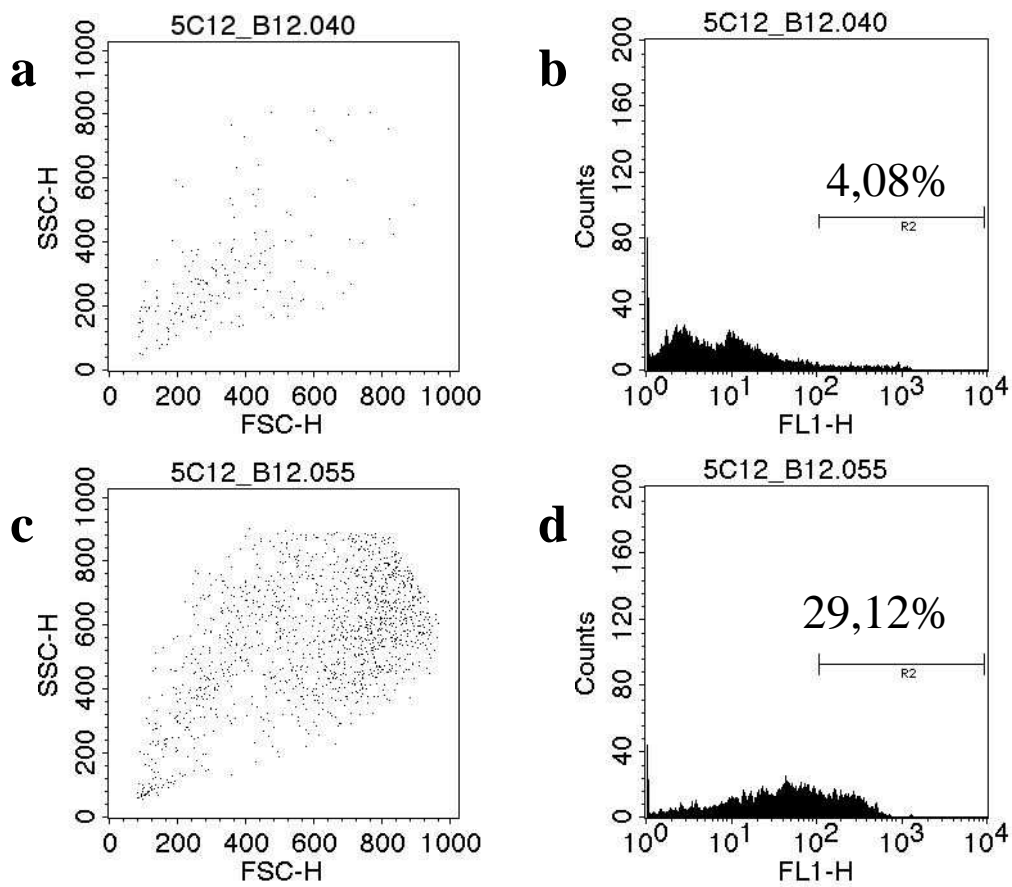 5C12_B12.040
a
SSC-H
0 200 400 600 800 1000
0 200 400 600 800 1000
FSC-H
5C12_B12.040
b
Counts
0 40 80 120 160 200
4,08%
R2
10^0 10^1 10^2 10^3 10^4
FL1-H
5C12_B12.055
c
SSC-H
0 200 400 600 800 1000
0 200 400 600 800 1000
FSC-H
5C12_B12.055
d
Counts
0 40 80 120 160 200
29,12%
R2
10^0 10^1 10^2 10^3 10^4
FL1-H